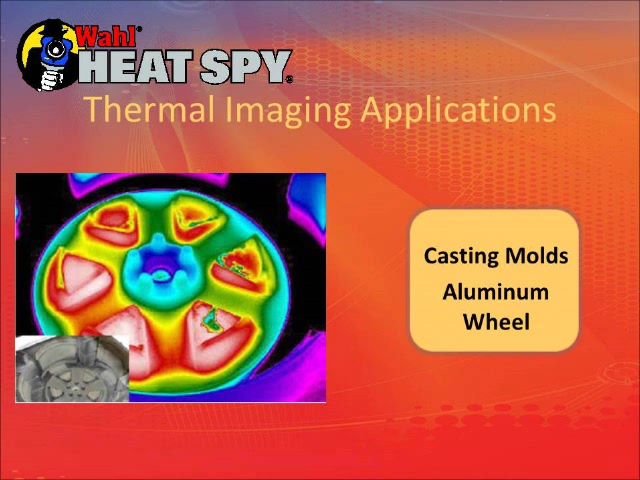 Wahl®
HEAT SPY®
Thermal Imaging Applications
Casting Molds
Aluminum
Wheel